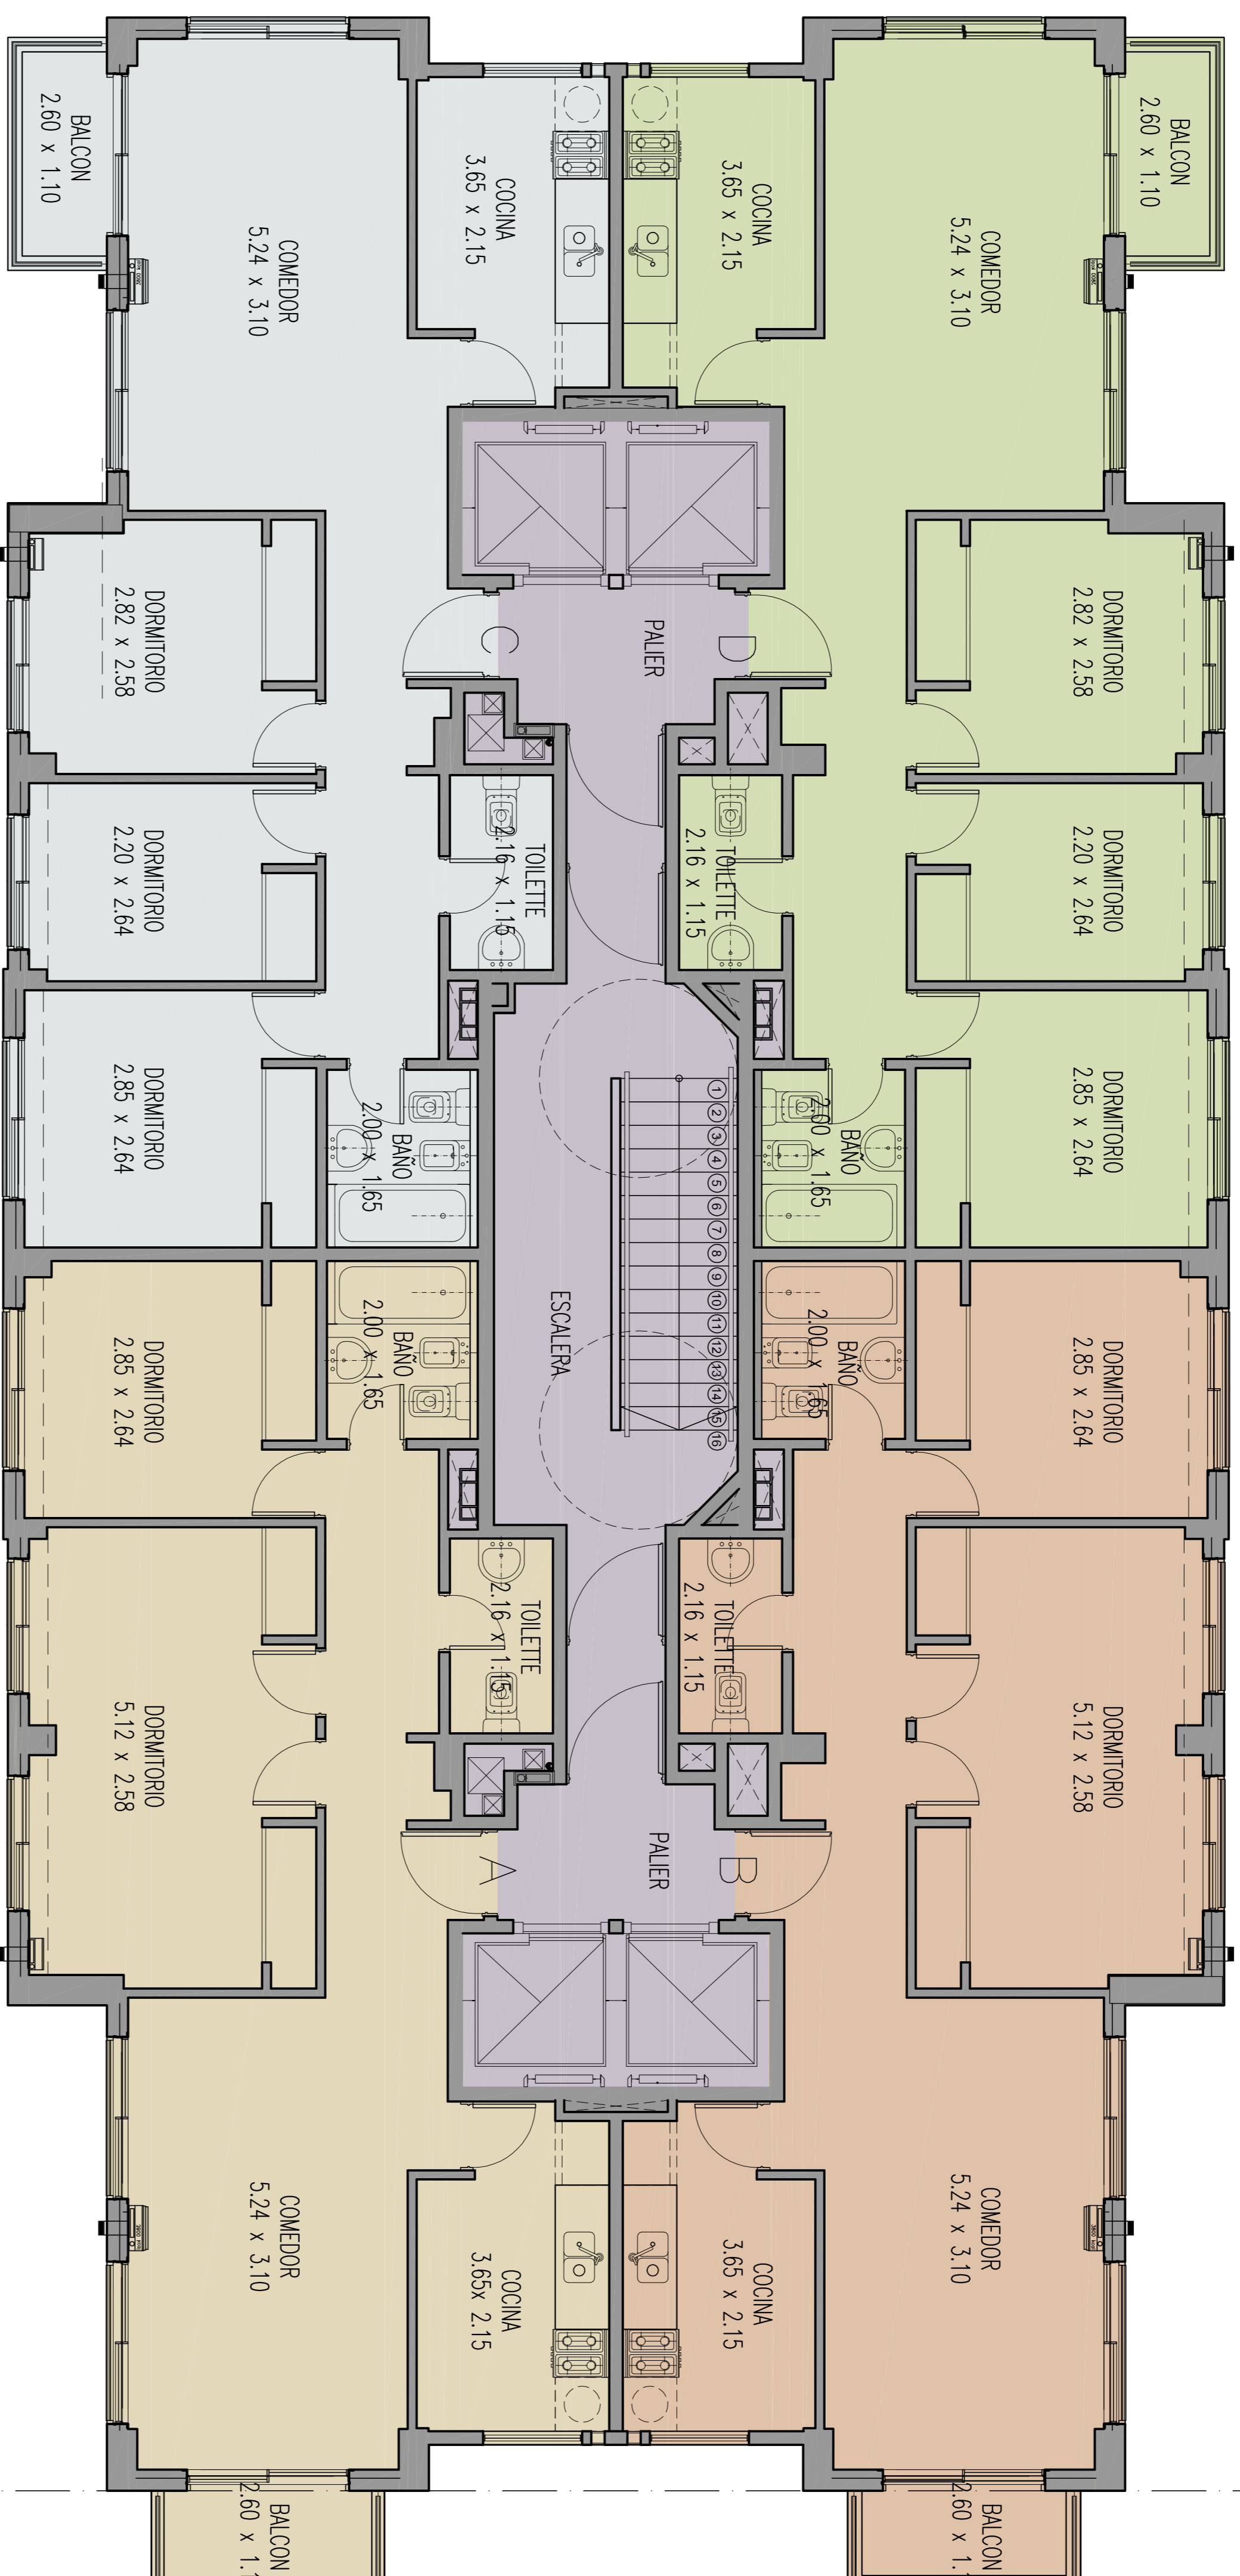 BALCON
2.60 x 1.10
COMEDOR
5.24 x 3.10
COCINA
3.65 x 2.15
COCINA
3.65 x 2.15
COMEDOR
5.24 x 3.10
BALCON
2.60 x 1.10
DORMITORIO
2.82 x 2.58
C
PALIER
D
DORMITORIO
2.82 x 2.58
DORMITORIO
2.20 x 2.64
TOILETTE
2.16 x 1.15
TOILETTE
2.16 x 1.15
DORMITORIO
2.20 x 2.64
DORMITORIO
2.85 x 2.64
BAÑO
2.00 x 1.65
1
2
3
4
5
6
7
8
9
10
11
12
13
14
15
16
BAÑO
2.00 x 1.65
DORMITORIO
2.85 x 2.64
ESCALERA
DORMITORIO
2.85 x 2.64
BAÑO
2.00 x 1.65
BAÑO
2.00 x 1.65
DORMITORIO
2.85 x 2.64
DORMITORIO
5.12 x 2.58
TOILETTE
2.16 x 1.15
TOILETTE
2.16 x 1.15
DORMITORIO
5.12 x 2.58
A
PALIER
B
COMEDOR
5.24 x 3.10
COCINA
3.65x 2.15
COCINA
3.65 x 2.15
COMEDOR
5.24 x 3.10
BALCON
2.60 x 1.1
BALCON
2.60 x 1.1